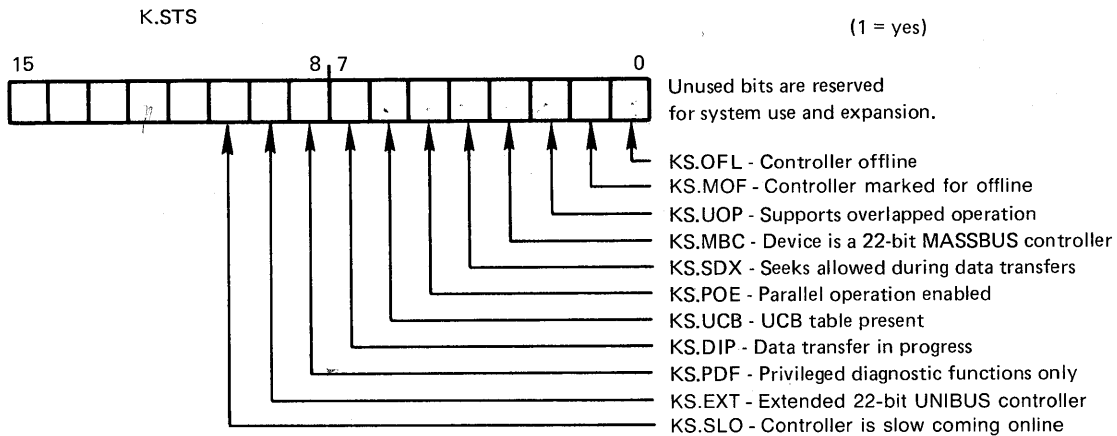 K.STS
(1 = yes)
15 8 7 0
Unused bits are reserved
for system use and expansion.
KS.OFL - Controller offline
KS.MOF - Controller marked for offline
KS.UOP - Supports overlapped operation
KS.MBC - Device is a 22-bit MASSBUS controller
KS.SDX - Seeks allowed during data transfers
KS.POE - Parallel operation enabled
KS.UCB - UCB table present
KS.DIP - Data transfer in progress
KS.PDF - Privileged diagnostic functions only
KS.EXT - Extended 22-bit UNIBUS controller
KS.SLO - Controller is slow coming online